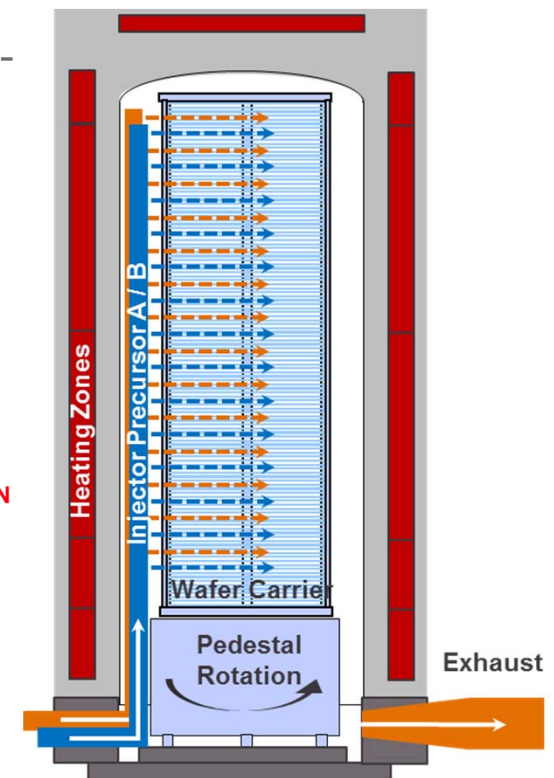 Heating Zones
Injector Precursor A / B
N
Wafer Carrier
Pedestal
Rotation
Exhaust